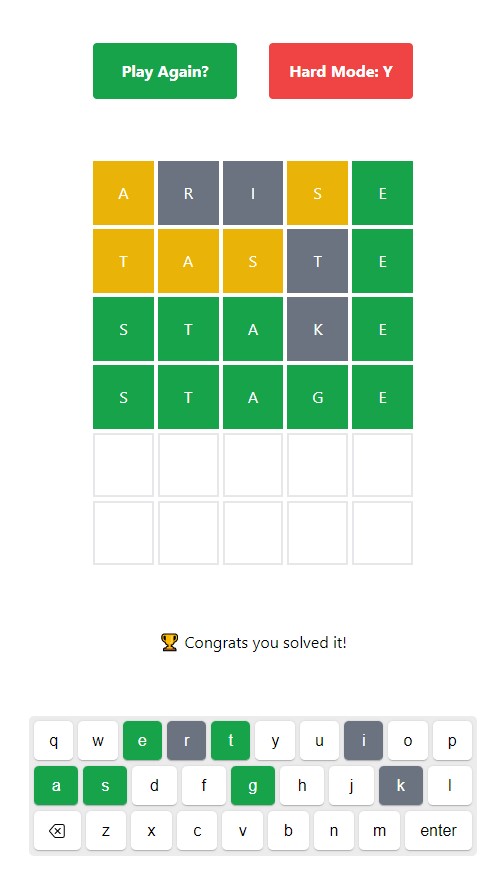 Play Again? Hard Mode: Y
A R I S E
T A S T E
S T A K E
S T A G E
🏆 Congrats you solved it!
q w e r t y u i o p
a s d f g h j k l
z x c v b n m enter